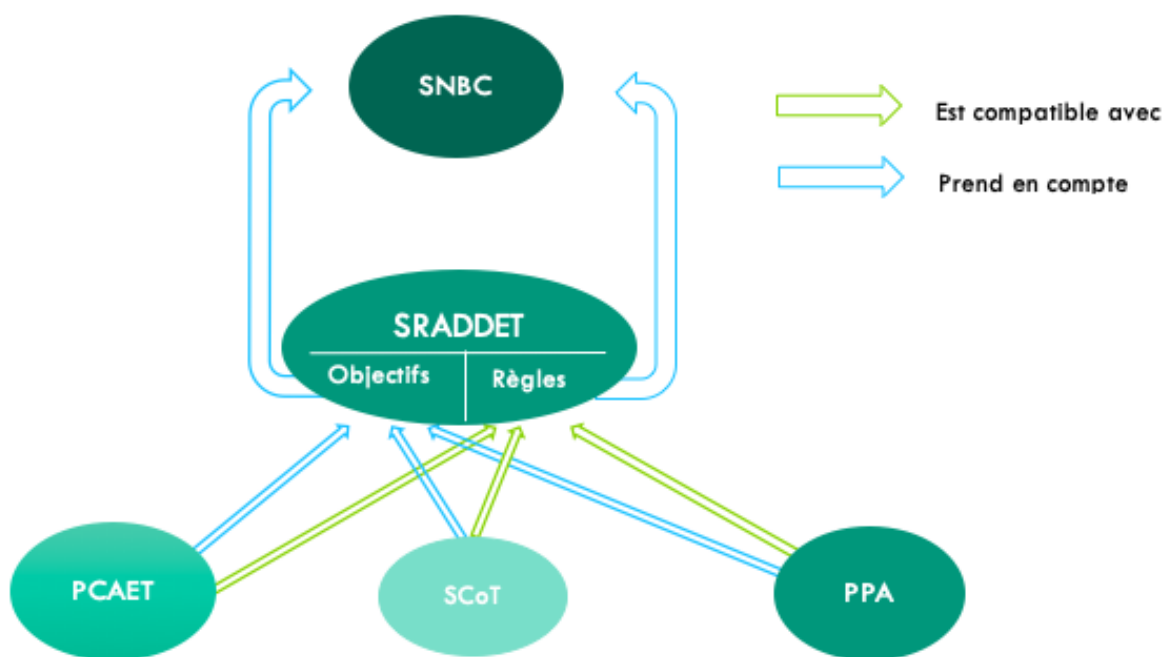 SNBC
Est compatible avec
Prend en compte
SRADDET
Objectifs
Règles
PCAET
SCoT
PPA